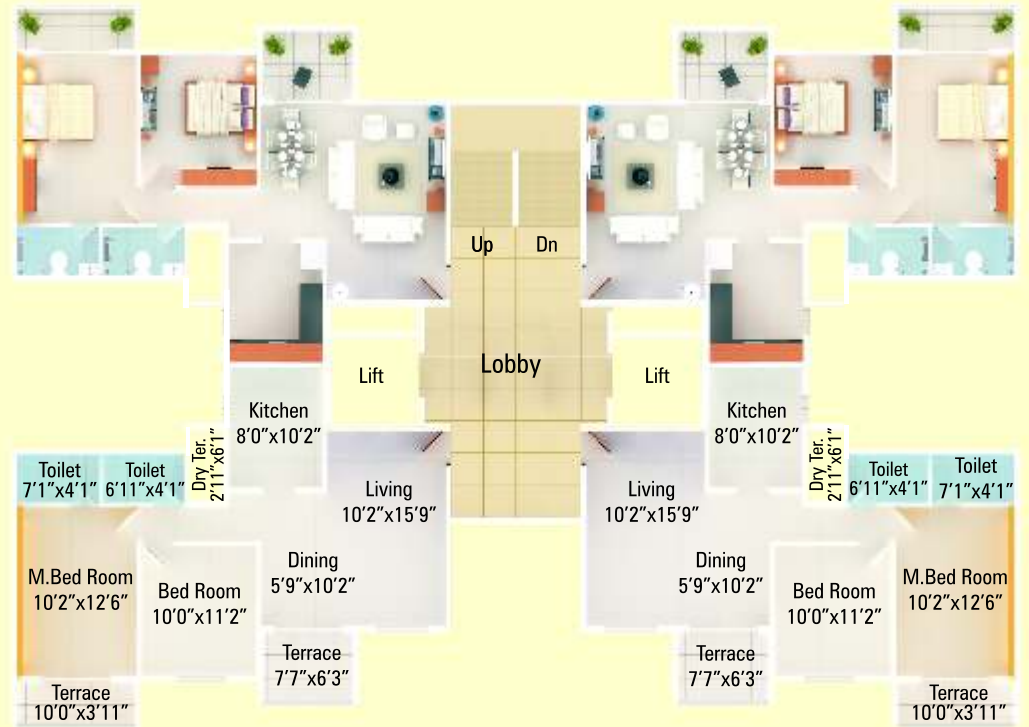 Up
Dn
Lobby
Lift
Lift
Kitchen
8'0"x10'2"
Dry Ter.
2'11"x6'1"
Toilet
7'1"x4'1"
Toilet
6'11"x4'1"
Living
10'2"x15'9"
Dining
5'9"x10'2"
M.Bed Room
10'2"x12'6"
Bed Room
10'0"x11'2"
Terrace
7'7"x6'3"
Terrace
10'0"x3'11"
Kitchen
8'0"x10'2"
Dry Ter.
2'11"x6'1"
Toilet
6'11"x4'1"
Toilet
7'1"x4'1"
Living
10'2"x15'9"
Dining
5'9"x10'2"
Bed Room
10'0"x11'2"
M.Bed Room
10'2"x12'6"
Terrace
7'7"x6'3"
Terrace
10'0"x3'11"